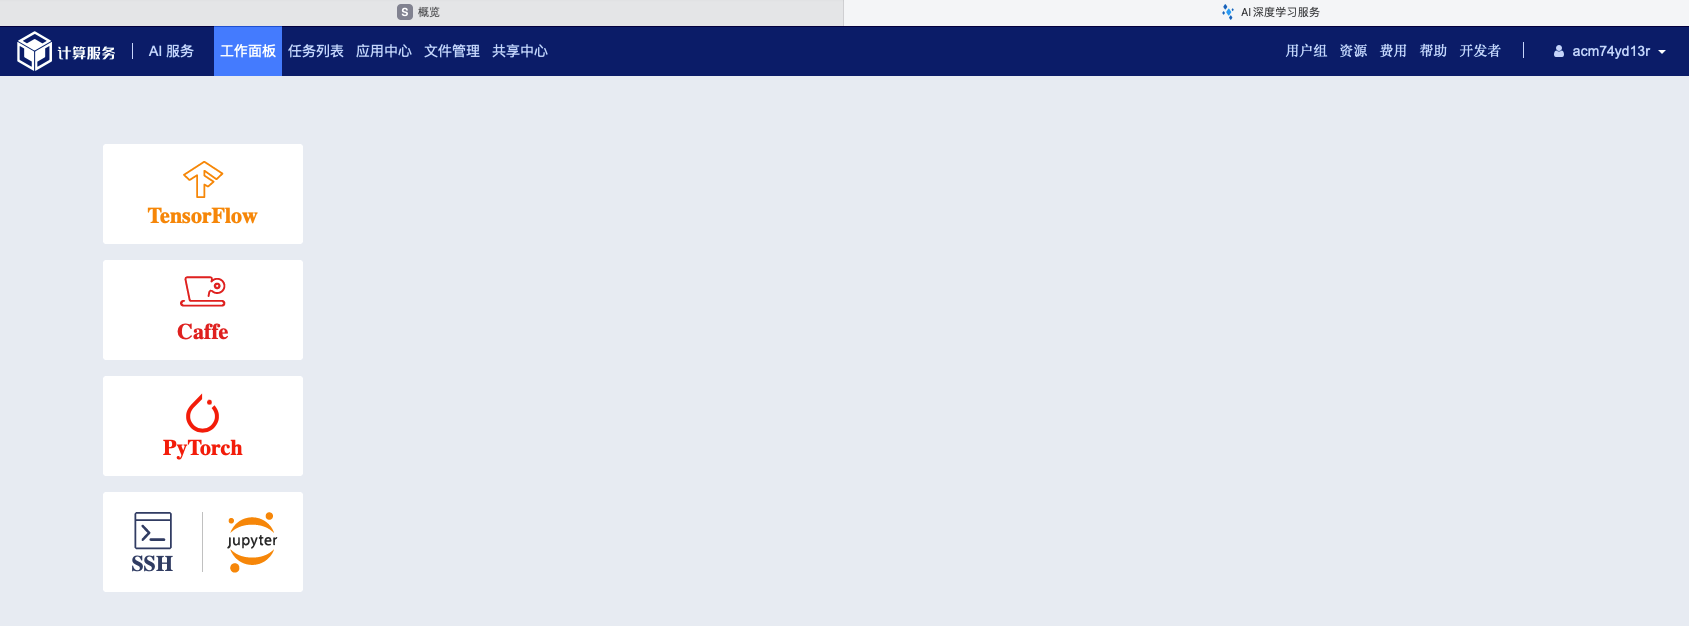 S 概览
AI深度学习服务
计算服务 AI 服务 工作面板 任务列表 应用中心 文件管理 共享中心 用户组 资源 费用 帮助 开发者 acm74yd13r
TensorFlow
Caffe
PyTorch
SSH jupyter